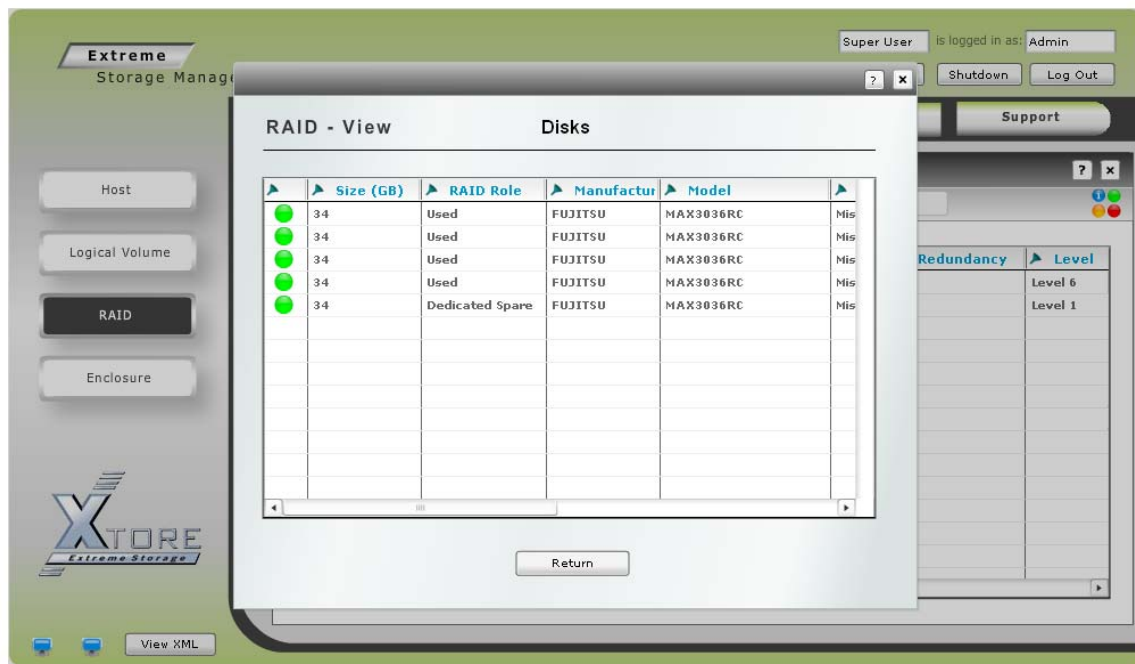 Extreme
Storage Manage
Super User is logged in as: Admin
Shutdown Log Out
Support
? x
RAID - View Disks
? x
Host
Logical Volume
RAID
Enclosure
Size (GB) RAID Role Manufactur Model
34 Used FUJITSU MAX3036RC Mis
34 Used FUJITSU MAX3036RC Mis
34 Used FUJITSU MAX3036RC Mis
34 Used FUJITSU MAX3036RC Mis
34 Dedicated Spare FUJITSU MAX3036RC Mis
Redundancy Level
Level 6
Level 1
Return
XTORE
Extreme Storage
View XML